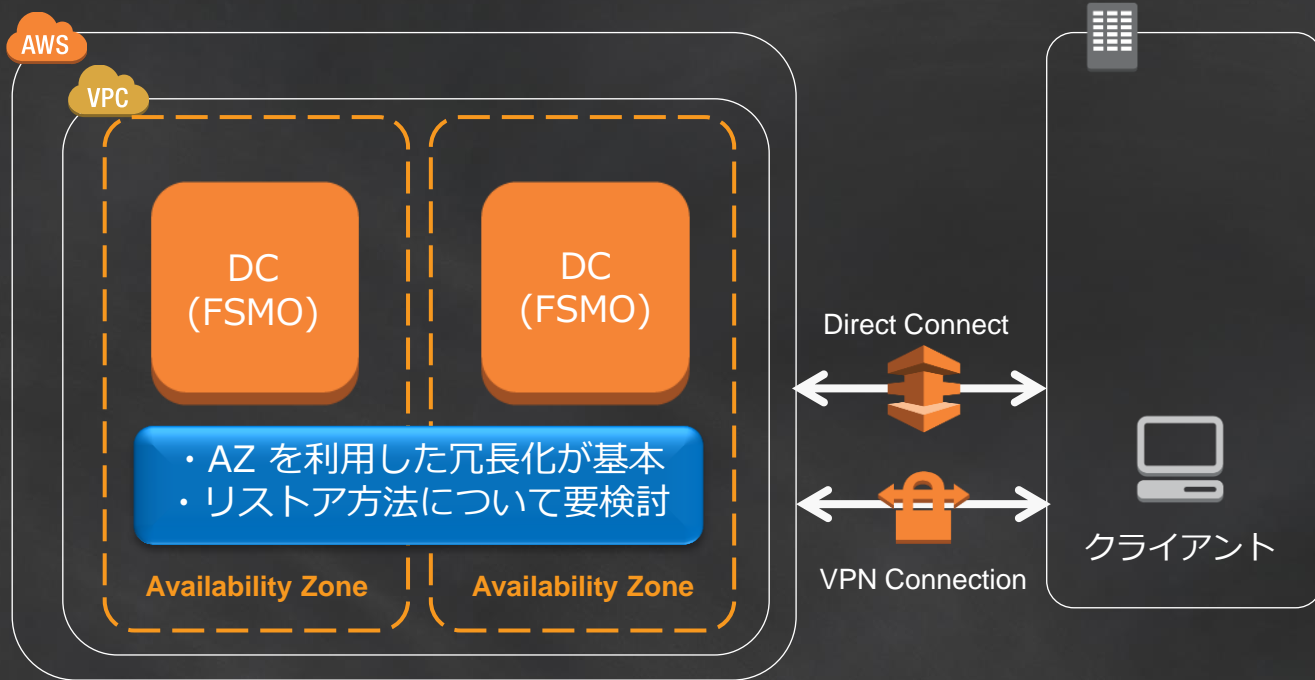 AWS
VPC
DC
(FSMO)
DC
(FSMO)
・AZ を利用した冗長化が基本
・リストア方法について要検討
Availability Zone
Availability Zone
Direct Connect
VPN Connection
クライアント